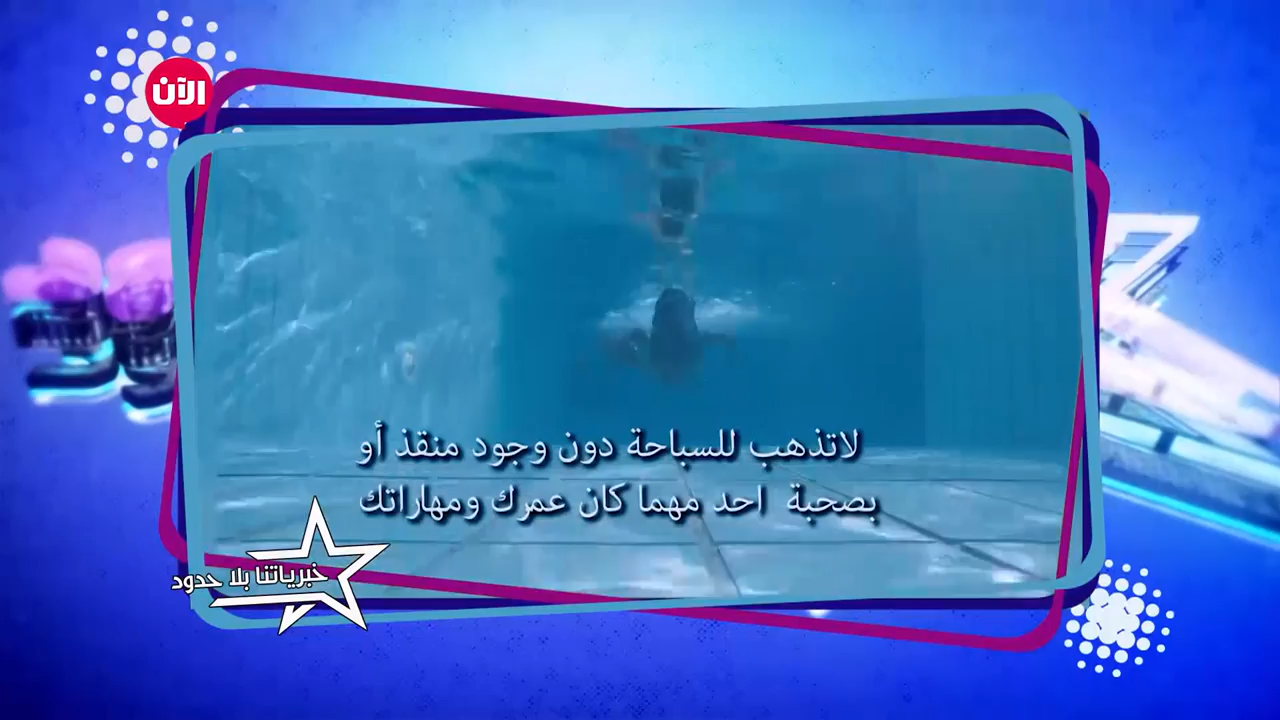 الآن
لاتذهب للسباحة دون وجود منقذ أو
بصحبة احد مهما كان عمرك ومهاراتك
خبرياتنا بلا حدود